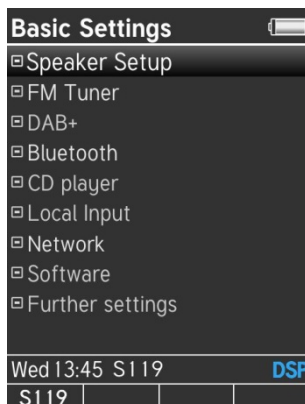 Basic Settings
Speaker Setup
FM Tuner
DAB+
Bluetooth
CD player
Local Input
Network
Software
Further settings
Wed 13:45 S119 DSP
S119